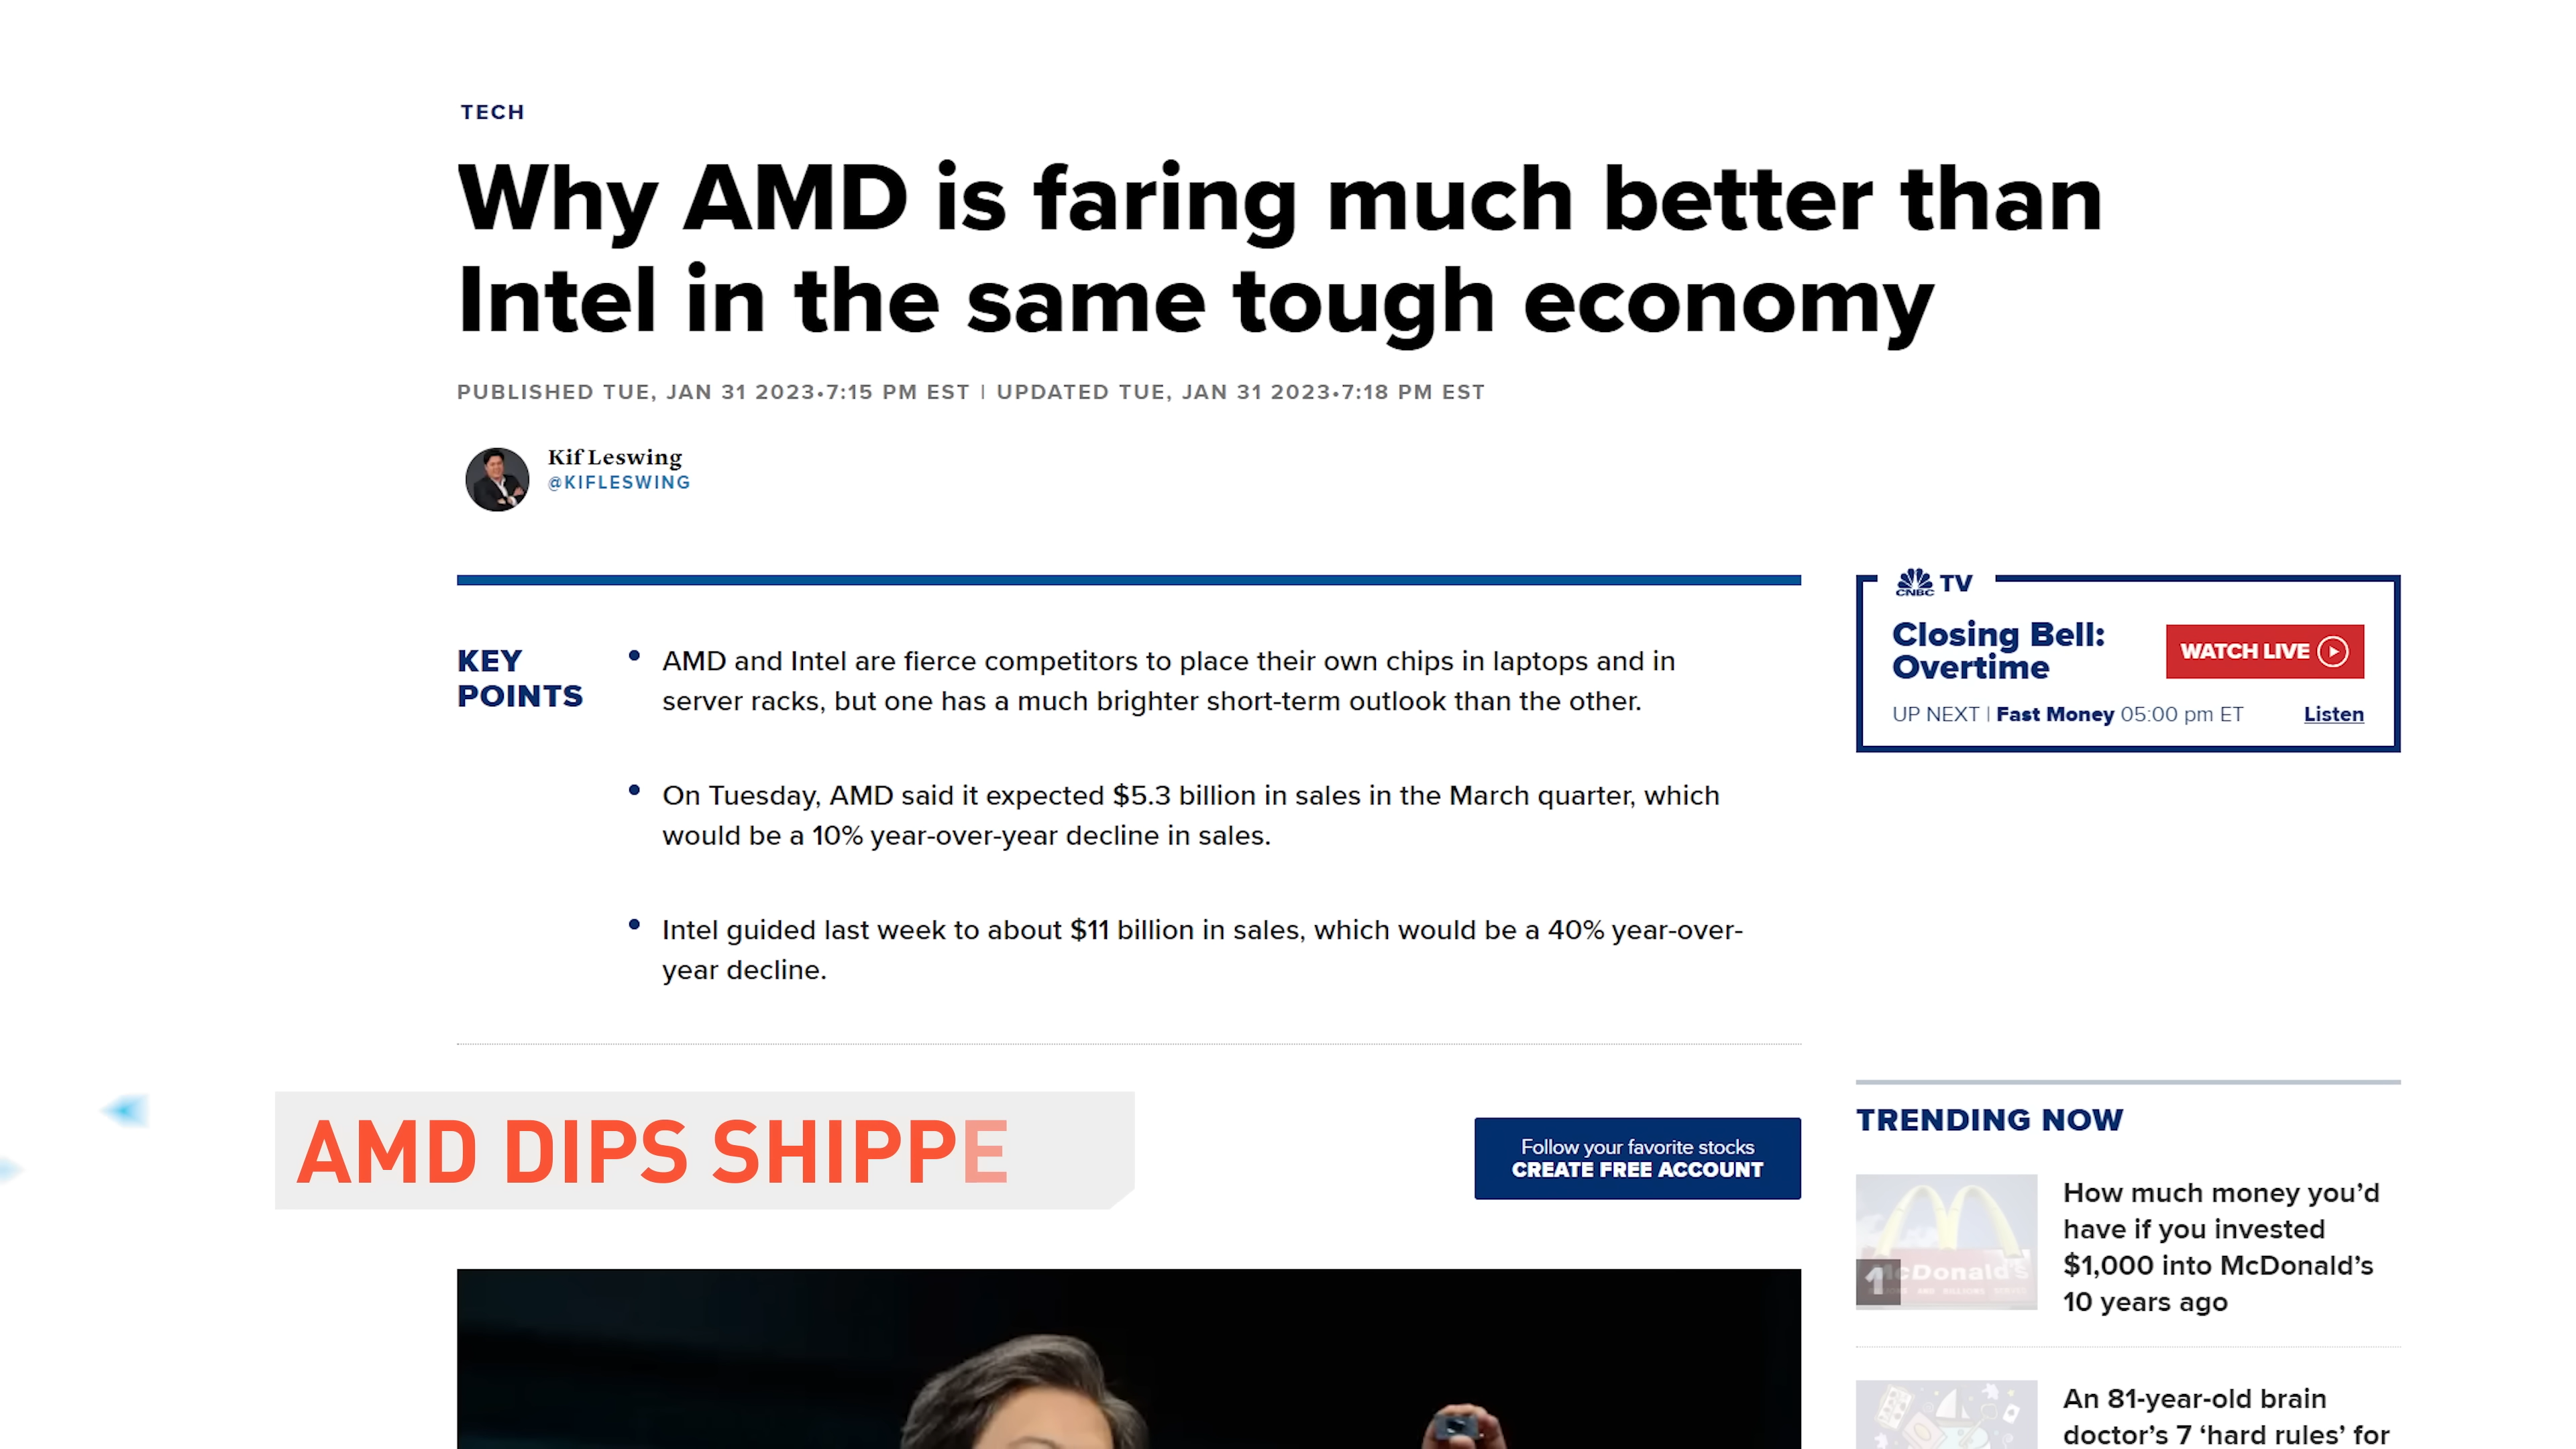 TECH
Why AMD is faring much better than
Intel in the same tough economy
PUBLISHED TUE, JAN 31 2023•7:15 PM EST | UPDATED TUE, JAN 31 2023•7:18 PM EST
Kif Leswing
@KIFLESWING
KEY
POINTS
• AMD and Intel are fierce competitors to place their own chips in laptops and in
server racks, but one has a much brighter short-term outlook than the other.
• On Tuesday, AMD said it expected $5.3 billion in sales in the March quarter, which
would be a 10% year-over-year decline in sales.
• Intel guided last week to about $11 billion in sales, which would be a 40% year-over-
year decline.
CNBC TV
Closing Bell:
Overtime
WATCH LIVE
UP NEXT | Fast Money 05:00 pm ET
Listen
AMD DIPS SHIPPE
Follow your favorite stocks
CREATE FREE ACCOUNT
TRENDING NOW
1
How much money you’d
have if you invested
$1,000 into McDonald’s
10 years ago
An 81-year-old brain
doctor’s 7 ‘hard rules’ for